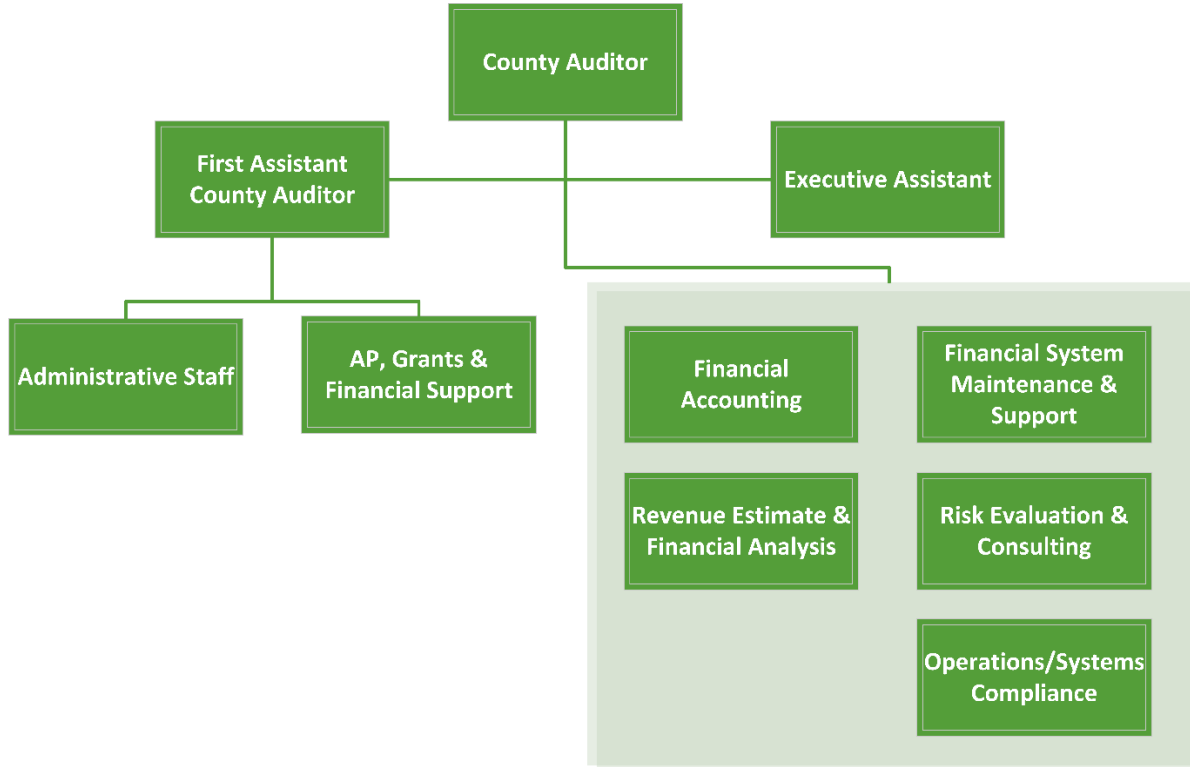 County Auditor
First Assistant
County Auditor
Executive Assistant
Administrative Staff
AP, Grants &
Financial Support
Financial
Accounting
Financial System
Maintenance &
Support
Revenue Estimate &
Financial Analysis
Risk Evaluation &
Consulting
Operations/Systems
Compliance